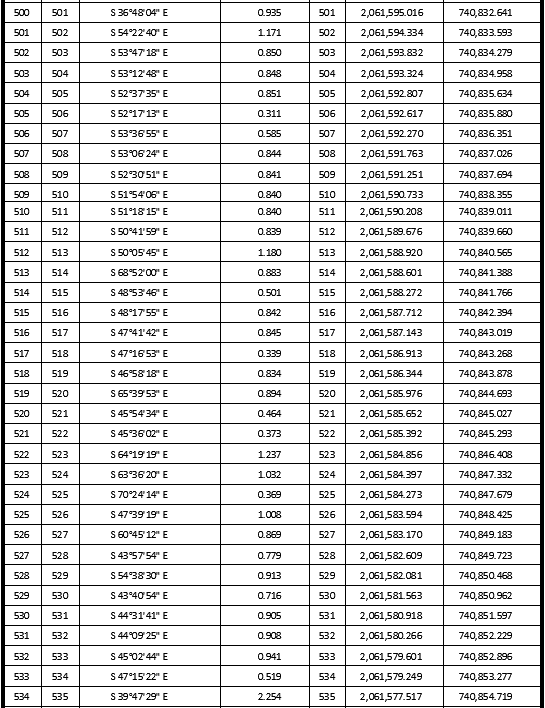 500 501 S 36°48'04" E 0.935 501 2,061,595.016 740,832.641
501 502 S 54°22'40" E 1.171 502 2,061,594.334 740,833.593
502 503 S 53°47'18" E 0.850 503 2,061,593.832 740,834.279
503 504 S 53°12'48" E 0.848 504 2,061,593.324 740,834.958
504 505 S 52°37'35" E 0.851 505 2,061,592.807 740,835.634
505 506 S 52°17'13" E 0.311 506 2,061,592.617 740,835.880
506 507 S 53°36'55" E 0.585 507 2,061,592.270 740,836.351
507 508 S 53°06'24" E 0.844 508 2,061,591.763 740,837.026
508 509 S 52°30'51" E 0.841 509 2,061,591.251 740,837.694
509 510 S 51°54'06" E 0.840 510 2,061,590.733 740,838.355
510 511 S 51°18'15" E 0.840 511 2,061,590.208 740,839.011
511 512 S 50°41'59" E 0.839 512 2,061,589.676 740,839.660
512 513 S 50°05'45" E 1.180 513 2,061,588.920 740,840.565
513 514 S 68°52'00" E 0.883 514 2,061,588.601 740,841.388
514 515 S 48°53'46" E 0.501 515 2,061,588.272 740,841.766
515 516 S 48°17'55" E 0.842 516 2,061,587.712 740,842.394
516 517 S 47°41'42" E 0.845 517 2,061,587.143 740,843.019
517 518 S 47°16'53" E 0.339 518 2,061,586.913 740,843.268
518 519 S 46°58'18" E 0.834 519 2,061,586.344 740,843.878
519 520 S 65°39'53" E 0.894 520 2,061,585.976 740,844.693
520 521 S 45°54'34" E 0.464 521 2,061,585.652 740,845.027
521 522 S 45°36'02" E 0.373 522 2,061,585.392 740,845.293
522 523 S 64°19'19" E 1.237 523 2,061,584.856 740,846.408
523 524 S 63°36'20" E 1.032 524 2,061,584.397 740,847.332
524 525 S 70°24'14" E 0.369 525 2,061,584.273 740,847.679
525 526 S 47°39'19" E 1.008 526 2,061,583.594 740,848.425
526 527 S 60°45'12" E 0.869 527 2,061,583.170 740,849.183
527 528 S 43°57'54" E 0.779 528 2,061,582.609 740,849.723
528 529 S 54°38'30" E 0.913 529 2,061,582.081 740,850.468
529 530 S 43°40'54" E 0.716 530 2,061,581.563 740,850.962
530 531 S 44°31'41" E 0.905 531 2,061,580.918 740,851.597
531 532 S 44°09'25" E 0.908 532 2,061,580.266 740,852.229
532 533 S 45°02'44" E 0.941 533 2,061,579.601 740,852.896
533 534 S 47°15'22" E 0.519 534 2,061,579.249 740,853.277
534 535 S 39°47'29" E 2.254 535 2,061,577.517 740,854.719